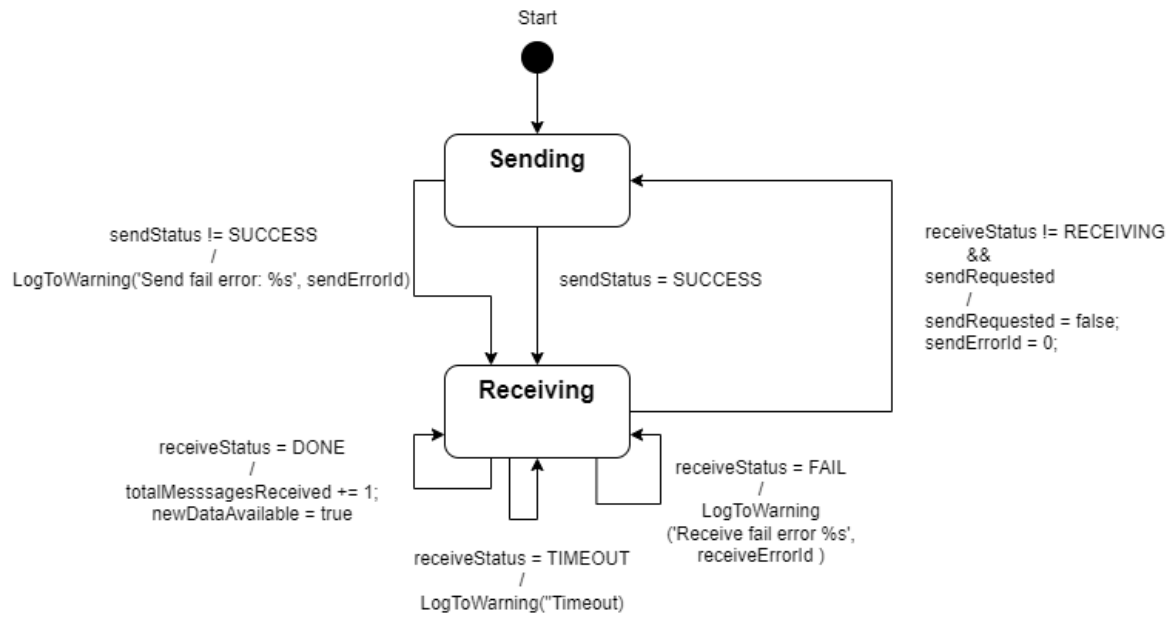 Start
Sending
sendStatus != SUCCESS
/
LogToWarning('Send fail error: %s', sendErrorId)
sendStatus = SUCCESS
receiveStatus != RECEIVING
&&
sendRequested
/
sendRequested = false;
sendErrorId = 0;
Receiving
receiveStatus = DONE
/
totalMesssagesReceived += 1;
newDataAvailable = true
receiveStatus = TIMEOUT
/
LogToWarning("Timeout)
receiveStatus = FAIL
/
LogToWarning
('Receive fail error %s',
receiveErrorId )